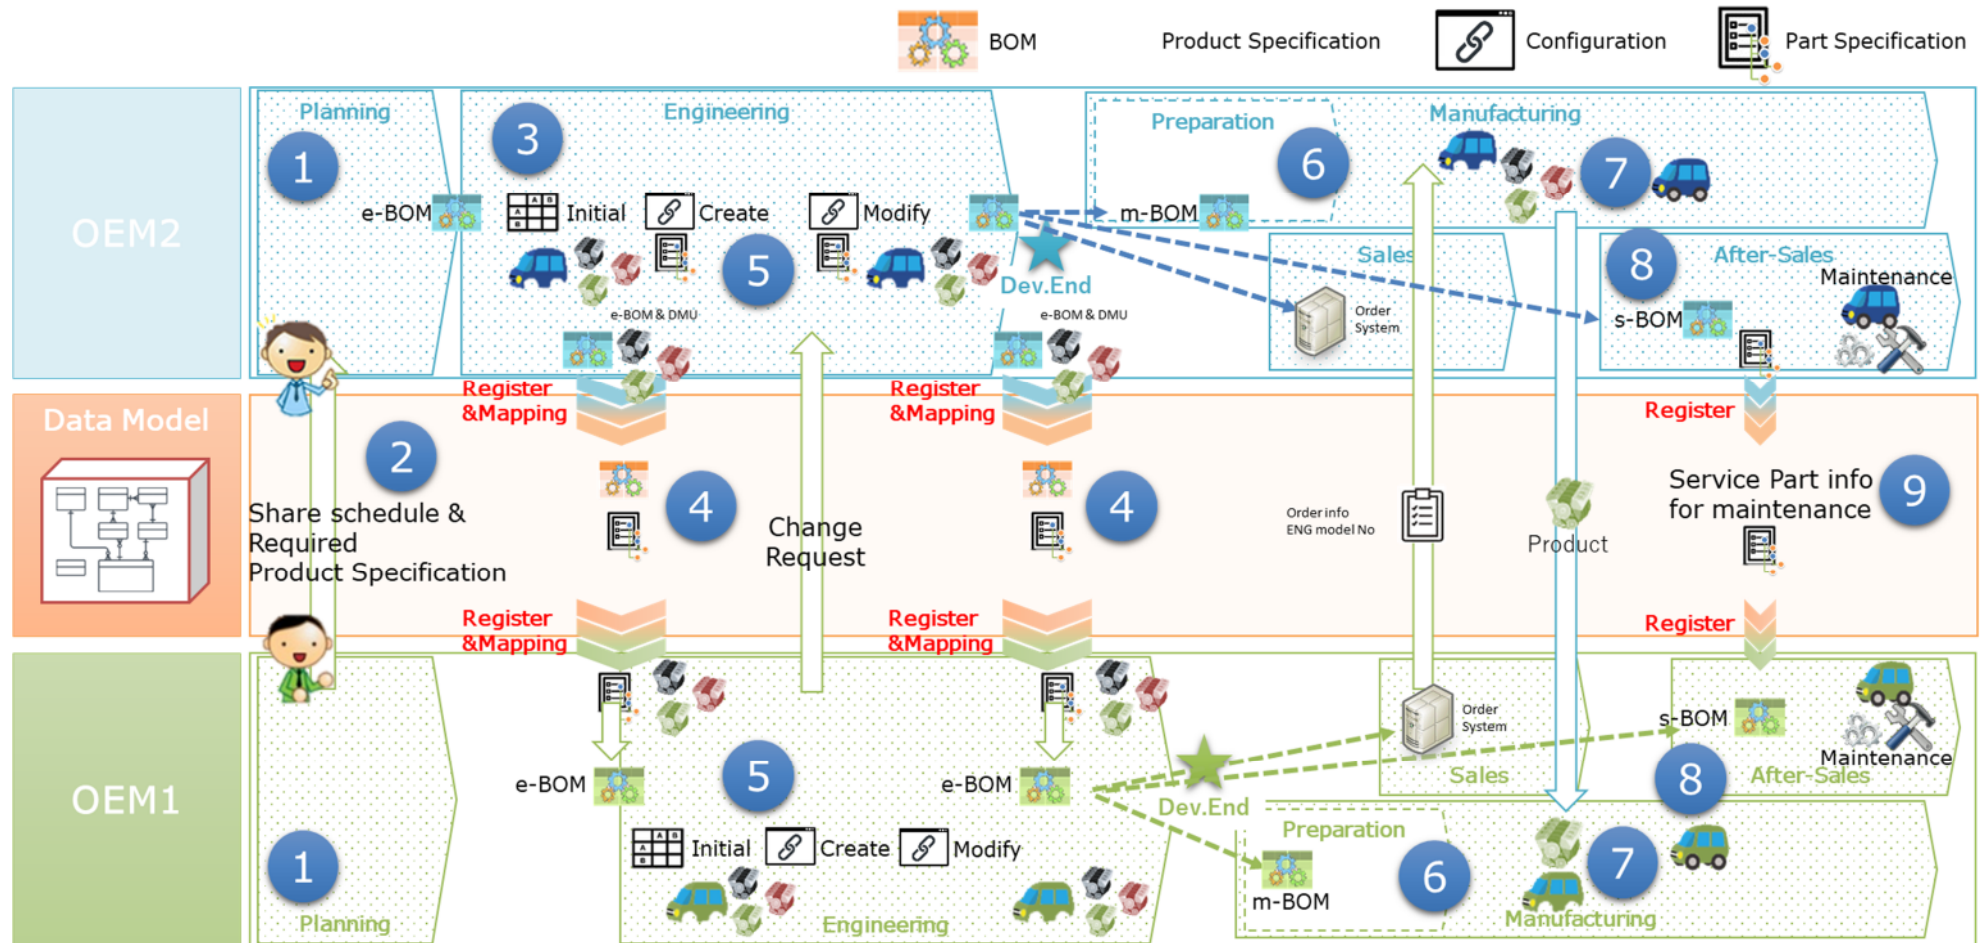 BOM
Product Specification
Configuration
Part Specification
OEM2
Planning
1
e-BOM
Engineering
3
A B
A
B
Initial
Create
Modify
5
e-BOM & DMU
e-BOM & DMU
Dev.End
Preparation
6
m-BOM
Manufacturing
7
Sales
Order
System
8
After-Sales
Maintenance
s-BOM
Data Model
2
Share schedule &
Required
Product Specification
Register
&Mapping
4
Register
&Mapping
Change
Request
Register
&Mapping
4
Register
&Mapping
Order info
ENG model No
Product
Register
Service Part info
for maintenance
9
Register
OEM1
1
Planning
e-BOM
5
e-BOM
A B
A
B
Initial
Create
Modify
Engineering
Dev.End
Order
System
Sales
s-BOM
Maintenance
8
After-Sales
Preparation
m-BOM
6
7
Manufacturing